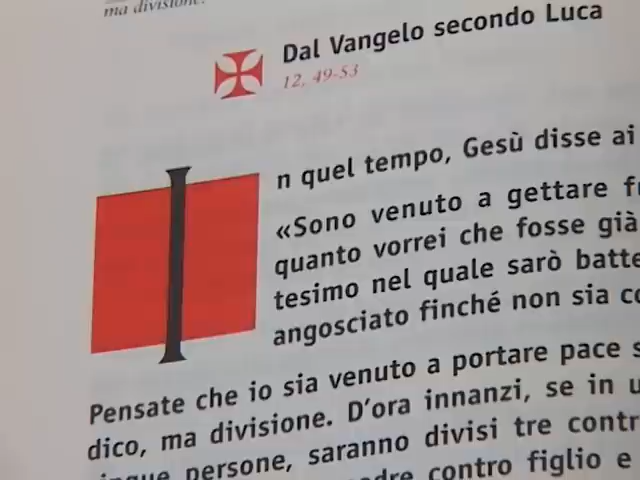 ma divisione.
Dal Vangelo secondo Luca
12, 49-53
In quel tempo, Gesù disse ai
«Sono venuto a gettare
quanto vorrei che fosse già
tesimo nel quale sarò
angosciato finché non sia
Pensate che io sia venuto a portare pace
dico, ma divisione. D'ora innanzi, se in
persone, saranno divisi tre
contro figlio e